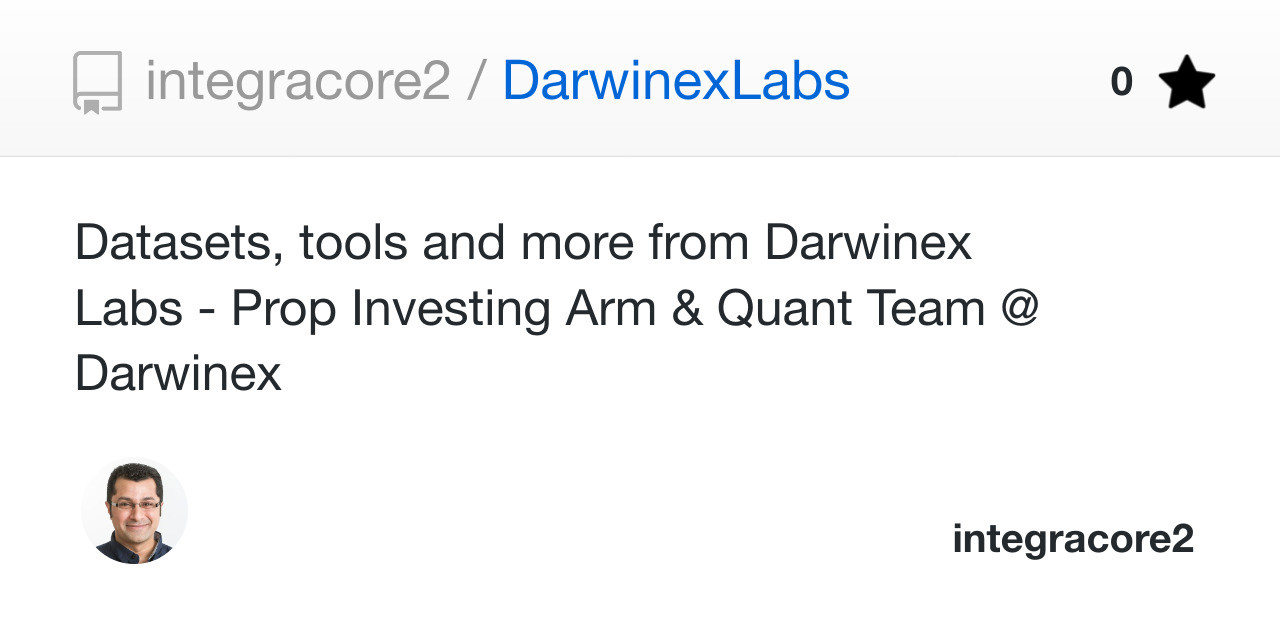 integracore2 / DarwinexLabs 0
Datasets, tools and more from Darwinex
Labs - Prop Investing Arm & Quant Team @
Darwinex
integracore2